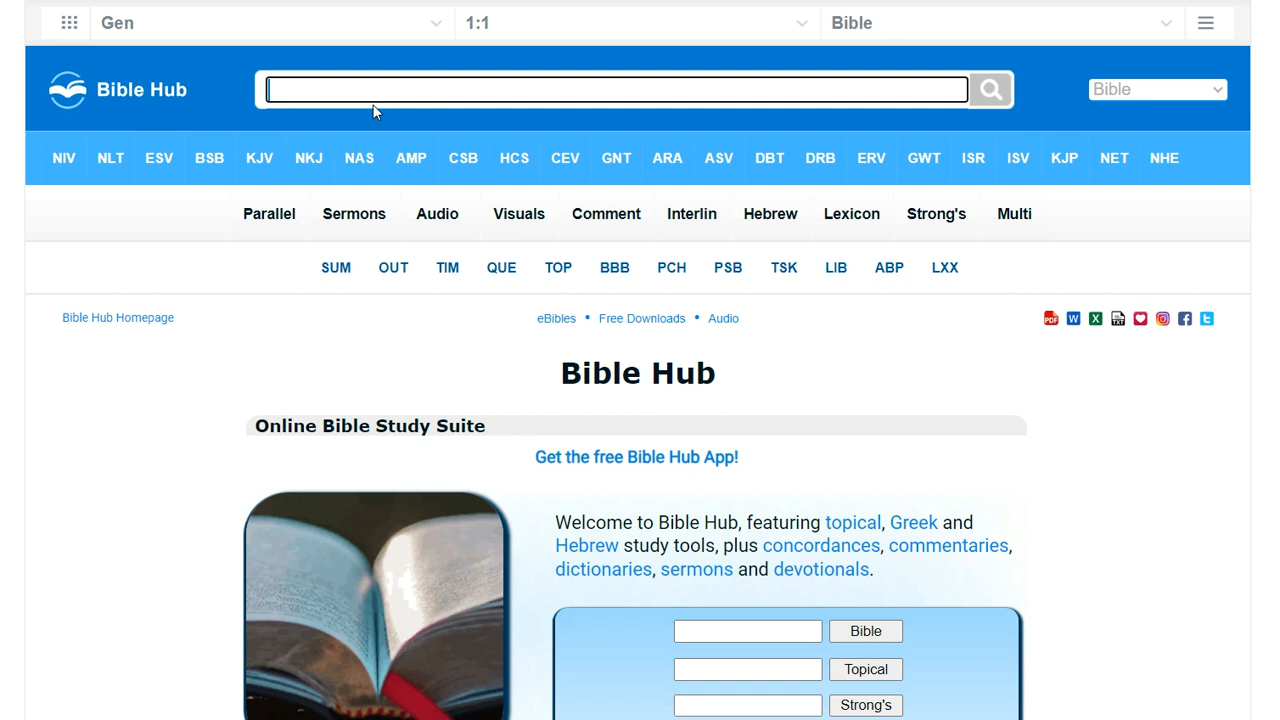 Gen 1:1 Bible
Bible Hub Bible
NIV NLT ESV BSB KJV NKJ NAS AMP CSB HCS CEV GNT ARA ASV DBT DRB ERV GWT ISR ISV KJP NET NHE
Parallel Sermons Audio Visuals Comment Interlin Hebrew Lexicon Strong's Multi
SUM OUT TIM QUE TOP BBB PCH PSB TSK LIB ABP LXX
Bible Hub Homepage eBibles • Free Downloads • Audio
Bible Hub
Online Bible Study Suite
Get the free Bible Hub App!
Welcome to Bible Hub, featuring topical, Greek and
Hebrew study tools, plus concordances, commentaries,
dictionaries, sermons and devotionals.
Bible
Topical
Strong's